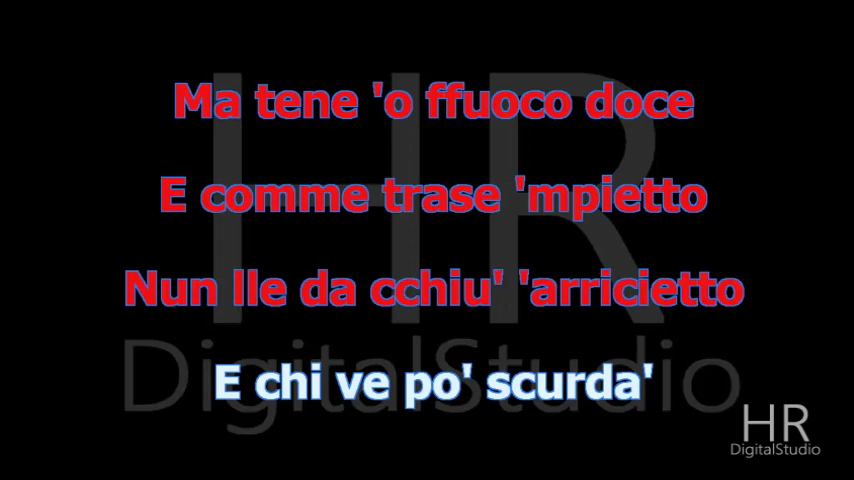 Ma tene 'o ffuoco doce
E comme trase 'mpietto
Nun lle da cchiu' 'arricietto
E chi ve po' scurda'
HR
DigitalStudio
HR
DigitalStudio